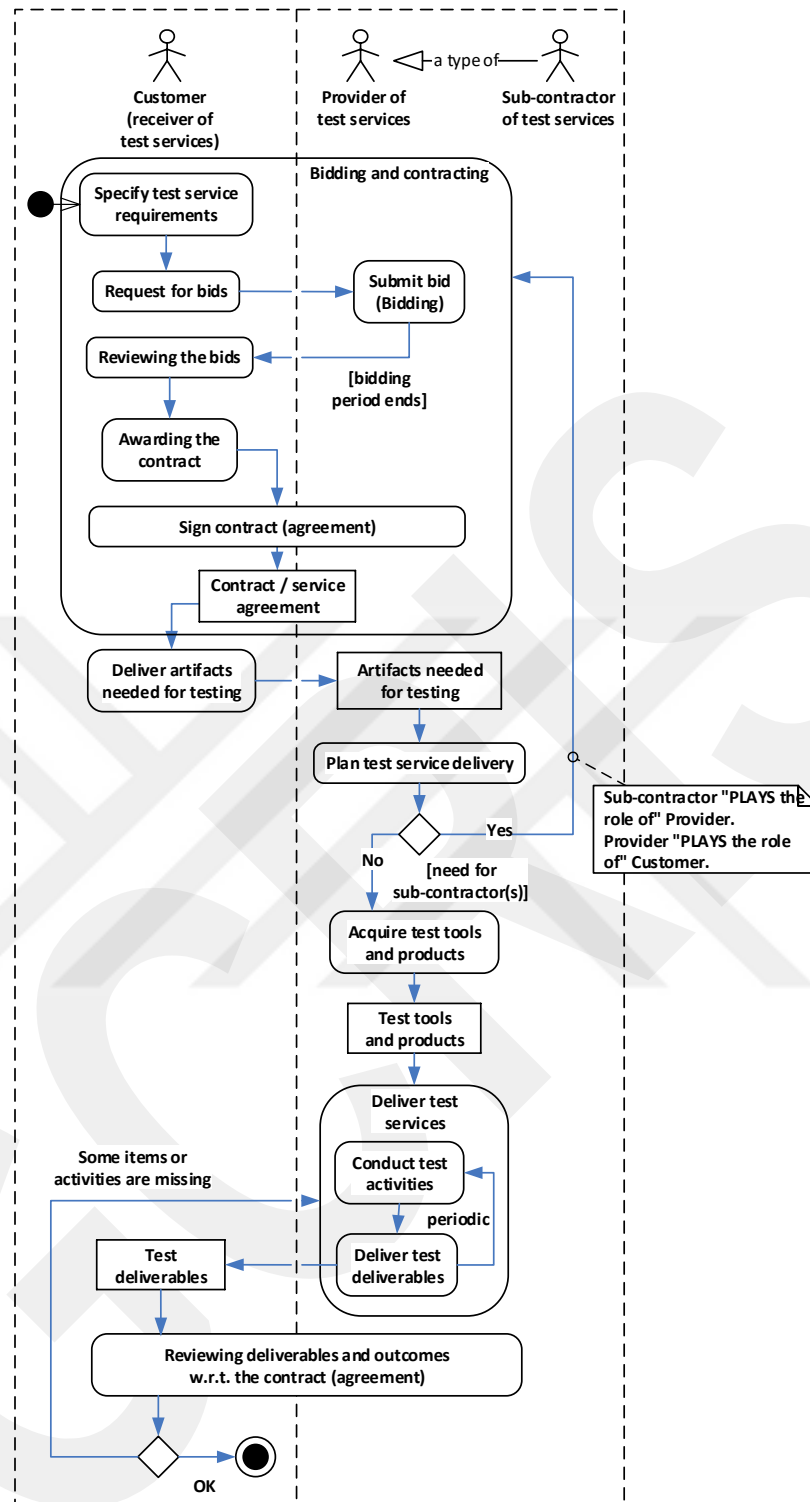 a type of
Customer
(receiver of
test services)
Provider of
test services
Sub-contractor
of test services
Bidding and contracting
Specify test service
requirements
Request for bids
Submit bid
(Bidding)
Reviewing the bids
[bidding
period ends]
Awarding the
contract
Sign contract (agreement)
Contract / service
agreement
Deliver artifacts
needed for testing
Artifacts needed
for testing
Plan test service delivery
Sub-contractor "PLAYS the
role of" Provider.
Provider "PLAYS the role
of" Customer.
Yes
No
[need for
sub-contractor(s)]
Acquire test tools
and products
Test tools
and products
Deliver test
services
Some items or
activities are missing
Conduct test
activities
periodic
Test
deliverables
Deliver test
deliverables
Reviewing deliverables and outcomes
w.r.t. the contract (agreement)
OK